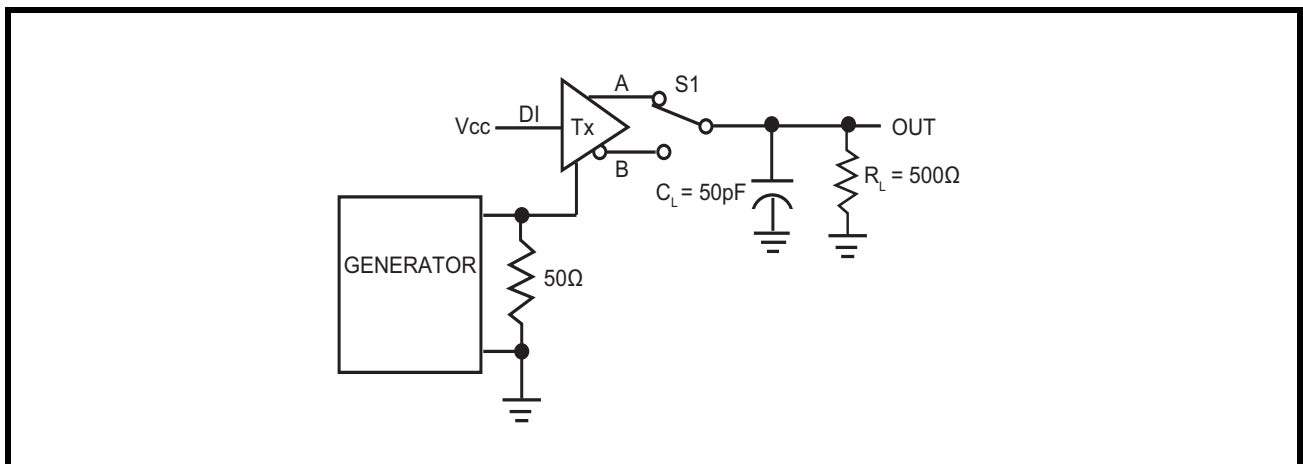 A
S1
Vcc
DI
Tx
OUT
B
C_L = 50pF
R_L = 500Ω
GENERATOR
50Ω